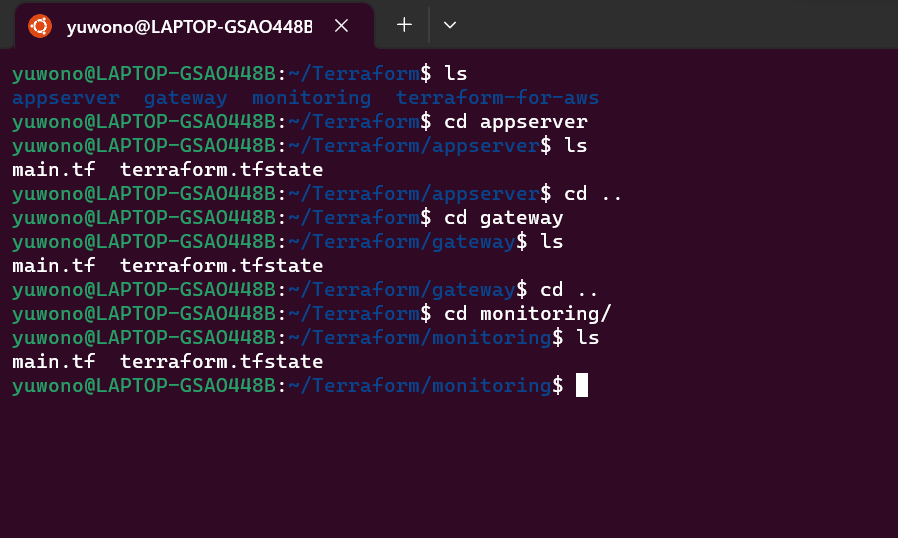 yuwono@LAPTOP-GSAO448B
yuwono@LAPTOP-GSAO448B:~/Terraform$ ls
appserver  gateway  monitoring  terraform-for-aws
yuwono@LAPTOP-GSAO448B:~/Terraform$ cd appserver
yuwono@LAPTOP-GSAO448B:~/Terraform/appserver$ ls
main.tf  terraform.tfstate
yuwono@LAPTOP-GSAO448B:~/Terraform/appserver$ cd ..
yuwono@LAPTOP-GSAO448B:~/Terraform$ cd gateway
yuwono@LAPTOP-GSAO448B:~/Terraform/gateway$ ls
main.tf  terraform.tfstate
yuwono@LAPTOP-GSAO448B:~/Terraform/gateway$ cd ..
yuwono@LAPTOP-GSAO448B:~/Terraform$ cd monitoring/
yuwono@LAPTOP-GSAO448B:~/Terraform/monitoring$ ls
main.tf  terraform.tfstate
yuwono@LAPTOP-GSAO448B:~/Terraform/monitoring$